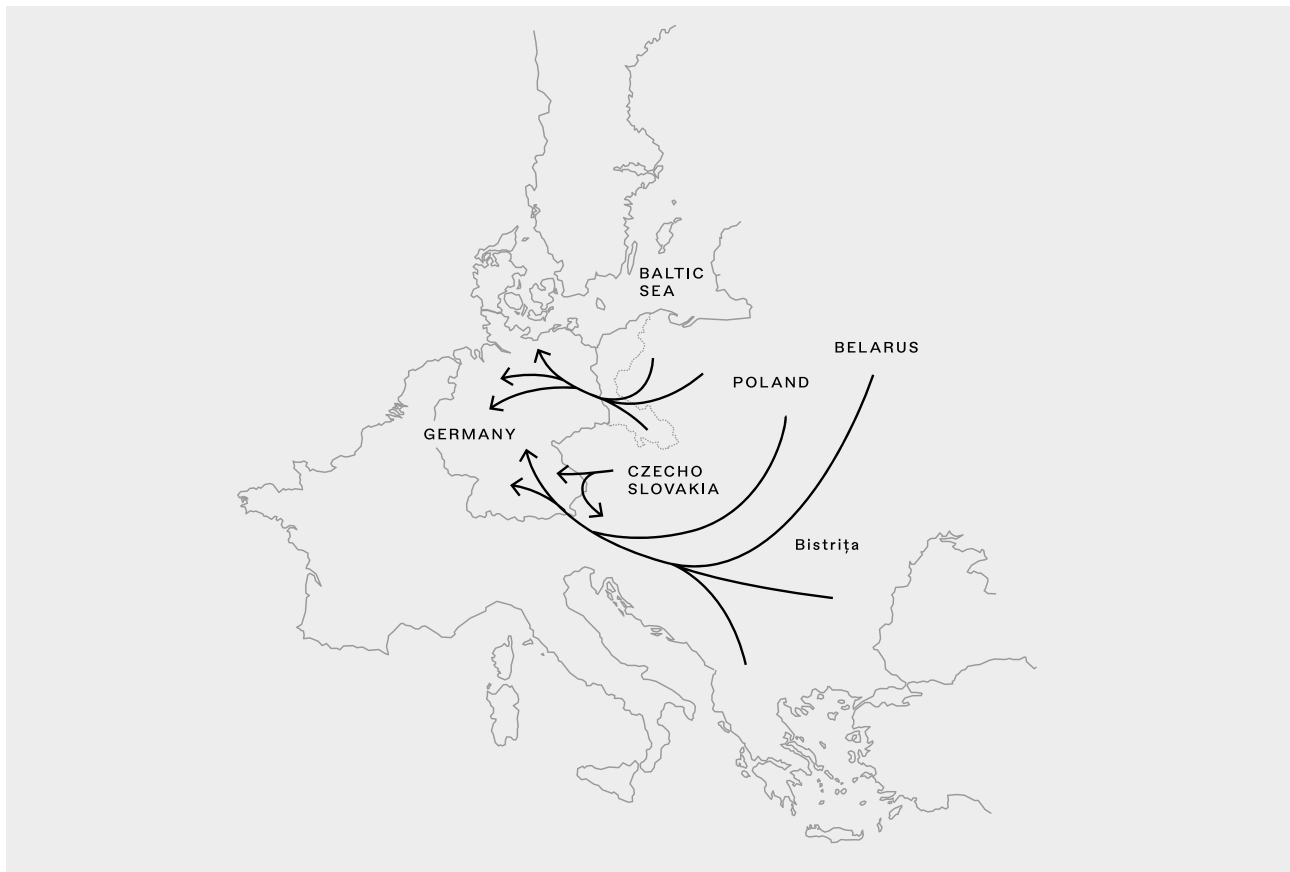 BALTIC
SEA
BELARUS
POLAND
GERMANY
CZECHO
SLOVAKIA
Bistrița